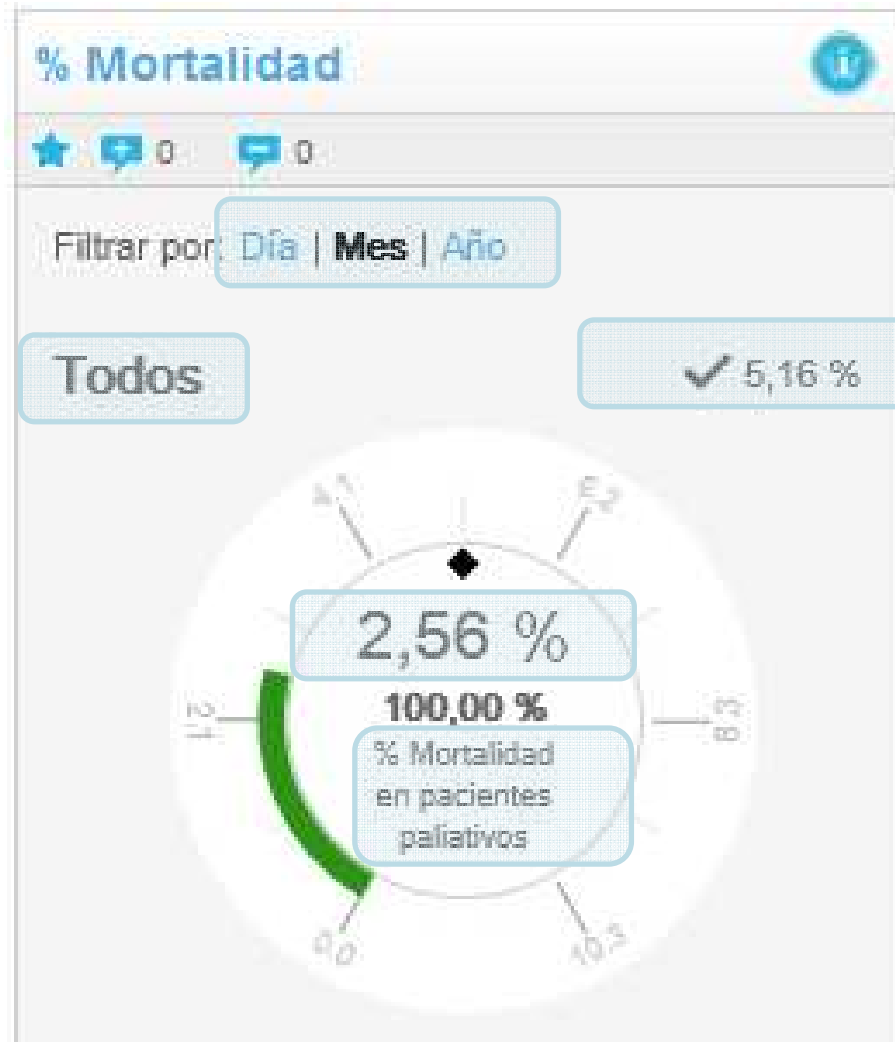 % Mortalidad
0 0
Filtrar por: Día | Mes | Año
Todos
5,16 %
4.1
2,56 %
100,00 %
2.1
8.3
% Mortalidad
en pacientes
paliativos
0.0
10.3